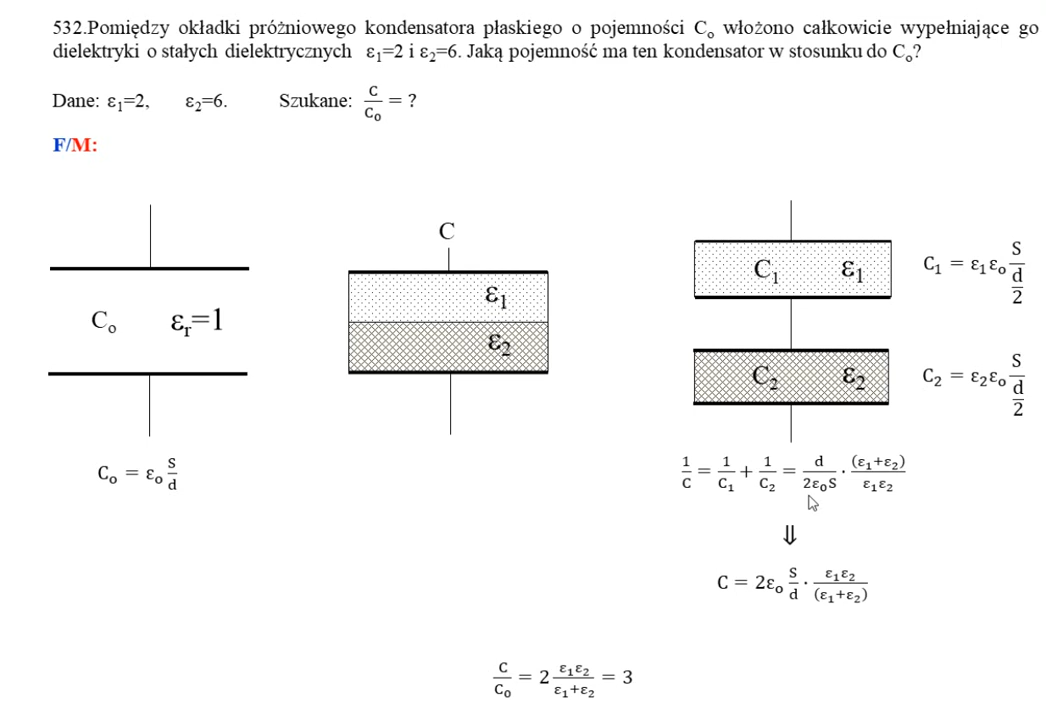 532.Pomiędzy okładki próżniowego kondensatora płaskiego o pojemności Cₒ włożono całkowicie wypełniające go
dielektryki o stałych dielektrycznych ε₁=2 i ε₂=6. Jaką pojemność ma ten kondensator w stosunku do Cₒ?
Dane: ε₁=2, ε₂=6. Szukane: C/Cₒ = ?
F/M:
Cₒ εᵣ=1
Cₒ = εₒ S/d
C
ε₁
ε₂
C₁ ε₁
C₁ = ε₁εₒ S/(d/2)
C₂ ε₂
C₂ = ε₂εₒ S/(d/2)
1/C = 1/C₁ + 1/C₂ = d/(2εₒS) · (ε₁+ε₂)/(ε₁ε₂)
⇓
C = 2εₒ S/d · ε₁ε₂/(ε₁+ε₂)
C/Cₒ = 2 ε₁ε₂/(ε₁+ε₂) = 3